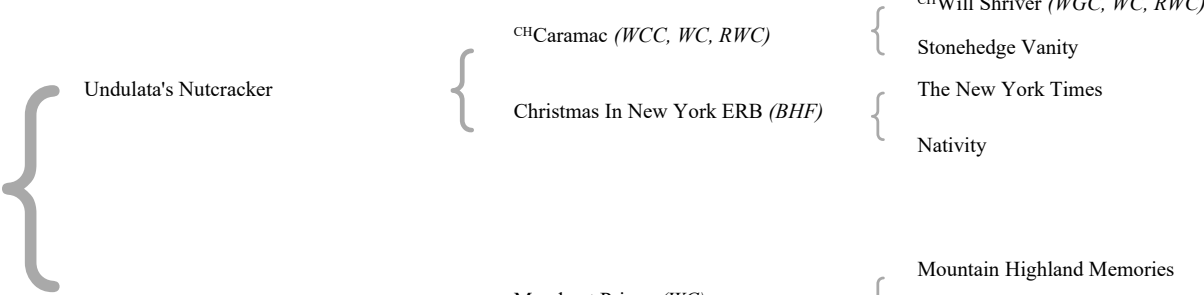 CHWill Shriver (WGC, WC, RWC)
CHCaramac (WCC, WC, RWC)
Stonehedge Vanity
Undulata's Nutcracker
The New York Times
Christmas In New York ERB (BHF)
Nativity
Mountain Highland Memories